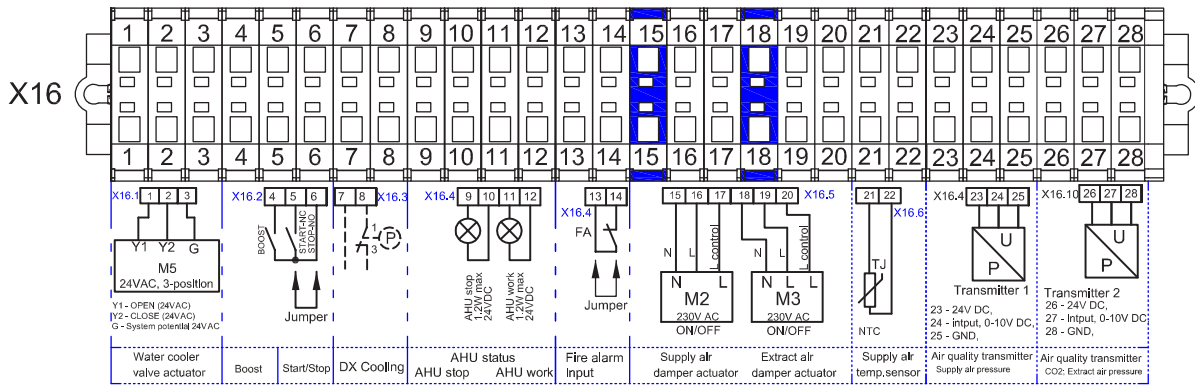 1 2 3 4 5 6 7 8 9 10 11 12 13 14 15 16 17 18 19 20 21 22 23 24 25 26 27 28
X16
1 2 3 4 5 6 7 8 9 10 11 12 13 14 15 16 17 18 19 20 21 22 23 24 25 26 27 28
X16.1 1 2 3
Y1 Y2 G
M5
24VAC, 3-position
Y1 - OPEN (24VAC)
Y2 - CLOSE (24VAC)
G - System potential 24VAC
Water cooler
valve actuator
X16.2 4 5 6
BOOST
START-NC
STOP-NO
Jumper
Boost
Start/Stop
7 8 X16.3
1
3
P
DX Cooling
X16.4 9 10 11 12
AHU stop
1.2W max
24VDC
AHU work
1.2W max
24VDC
AHU status
AHU stop AHU work
13 14
X16.4
FA
Jumper
Fire alarm
Input
15 16 17 18 19 20 X16.5
N L L control
M2
230V AC
ON/OFF
N L L control
M3
230V AC
ON/OFF
Supply air
damper actuator
Extract air
damper actuator
21 22
X16.6
TJ
NTC
Supply air
temp.sensor
X16.4
23 24 25
U
P
Transmitter 1
23 - 24V DC,
24 - intput, 0-10V DC,
25 - GND,
Air quality transmitter
Supply air pressure
X16.10
26 27 28
U
P
Transmitter 2
26 - 24V DC,
27 - Intput, 0-10V DC
28 - GND,
Air quality transmitter
CO2; Extract air pressure